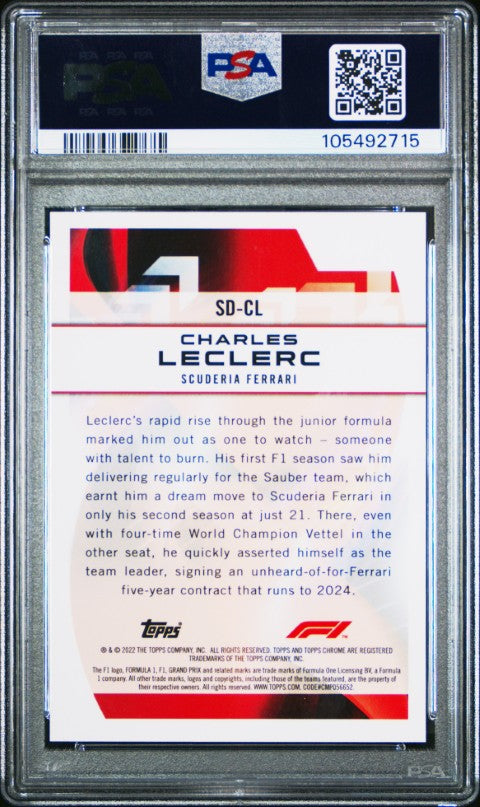 PSA
PSA
105492715
SD-CL
CHARLES
LECLERC
SCUDERIA FERRARI
Leclerc's rapid rise through the junior formula
marked him out as one to watch – someone
with talent to burn. His first F1 season saw him
delivering regularly for the Sauber team, which
earnt him a dream move to Scuderia Ferrari in
only his second season at just 21. There, even
with four-time World Champion Vettel in the
other seat, he quickly asserted himself as the
team leader, signing an unheard-of-for-Ferrari
five-year contract that runs to 2024.
Topps F1™
® & © 2022 THE TOPPS COMPANY, INC. ALL RIGHTS RESERVED. TOPPS AND TOPPS CHROME ARE REGISTERED
TRADEMARKS OF THE TOPPS COMPANY, INC.
The F1 logo, FORMULA 1, F1, GRAND PRIX and related marks are trade marks of Formula One Licensing BV, a Formula
1 company. All other trade marks, logos and copyrights, including those of the teams featured, are the property of
their respective owners. All rights reserved. WWW.TOPPS.COM. CODE#CMPQ56652
PSA